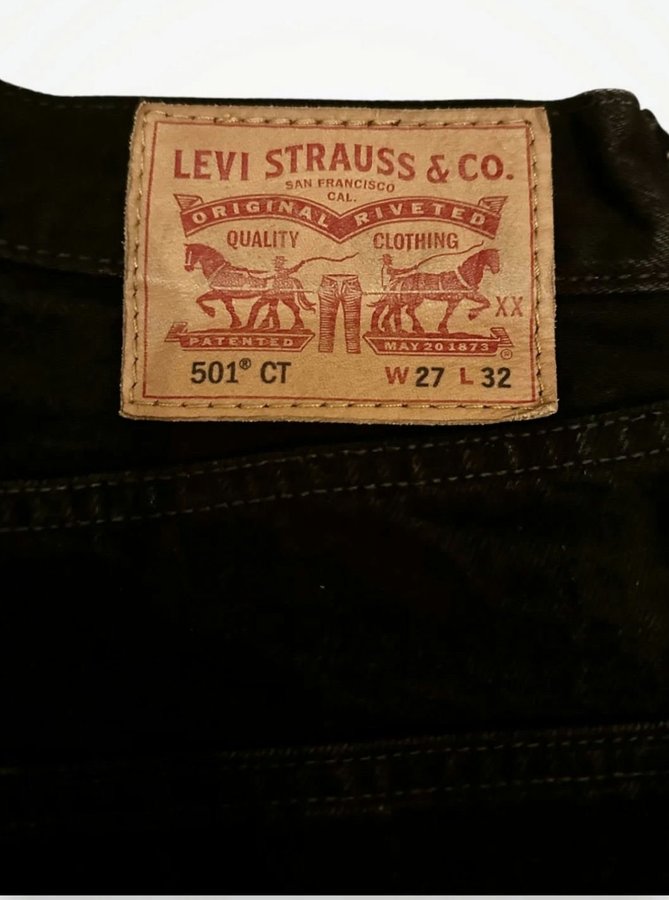 LEVI STRAUSS & CO.
SAN FRANCISCO
CAL.
ORIGINAL RIVETED
QUALITY CLOTHING
XX
PATENTED MAY 20 1873 ®
501® CT W 27 L 32